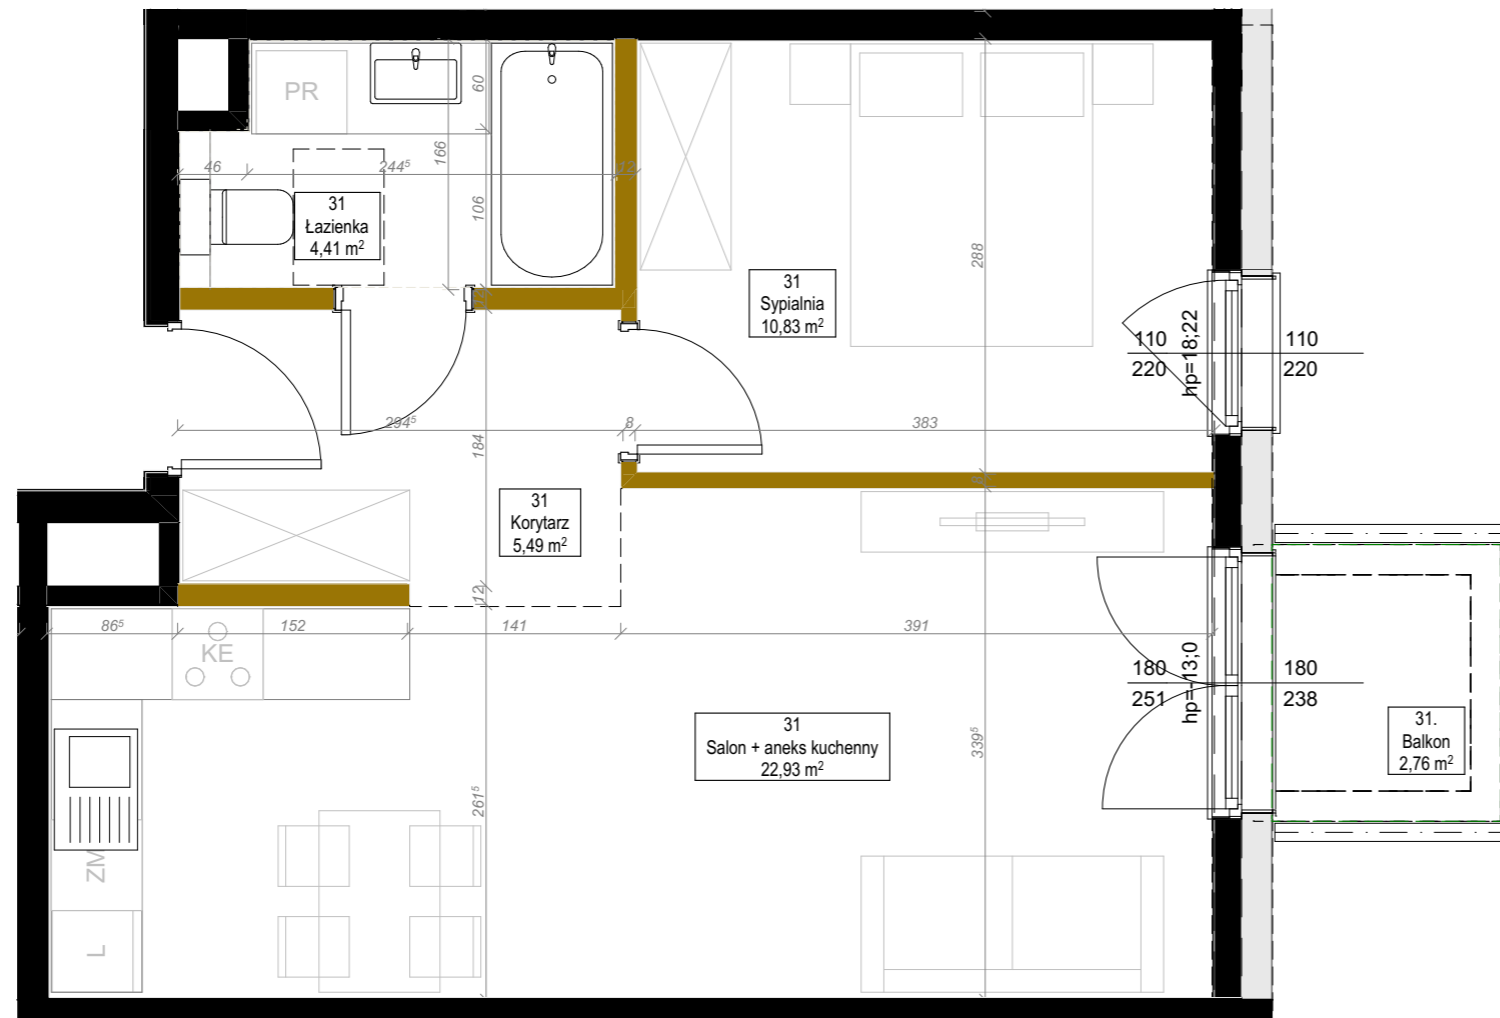 PR
60
166
46
244⁵
12
106
31
Łazienka
4,41 m²
288
31
Sypialnia
10,83 m²
110
220
hp=18;22
110
220
12
294⁵
8
383
184
8
31
Korytarz
5,49 m²
12
86⁵
152
141
391
KE
180
251
hp=-13;0
180
238
31
Salon + aneks kuchenny
22,93 m²
339⁵
31.
Balkon
2,76 m²
261⁵
ZM
L